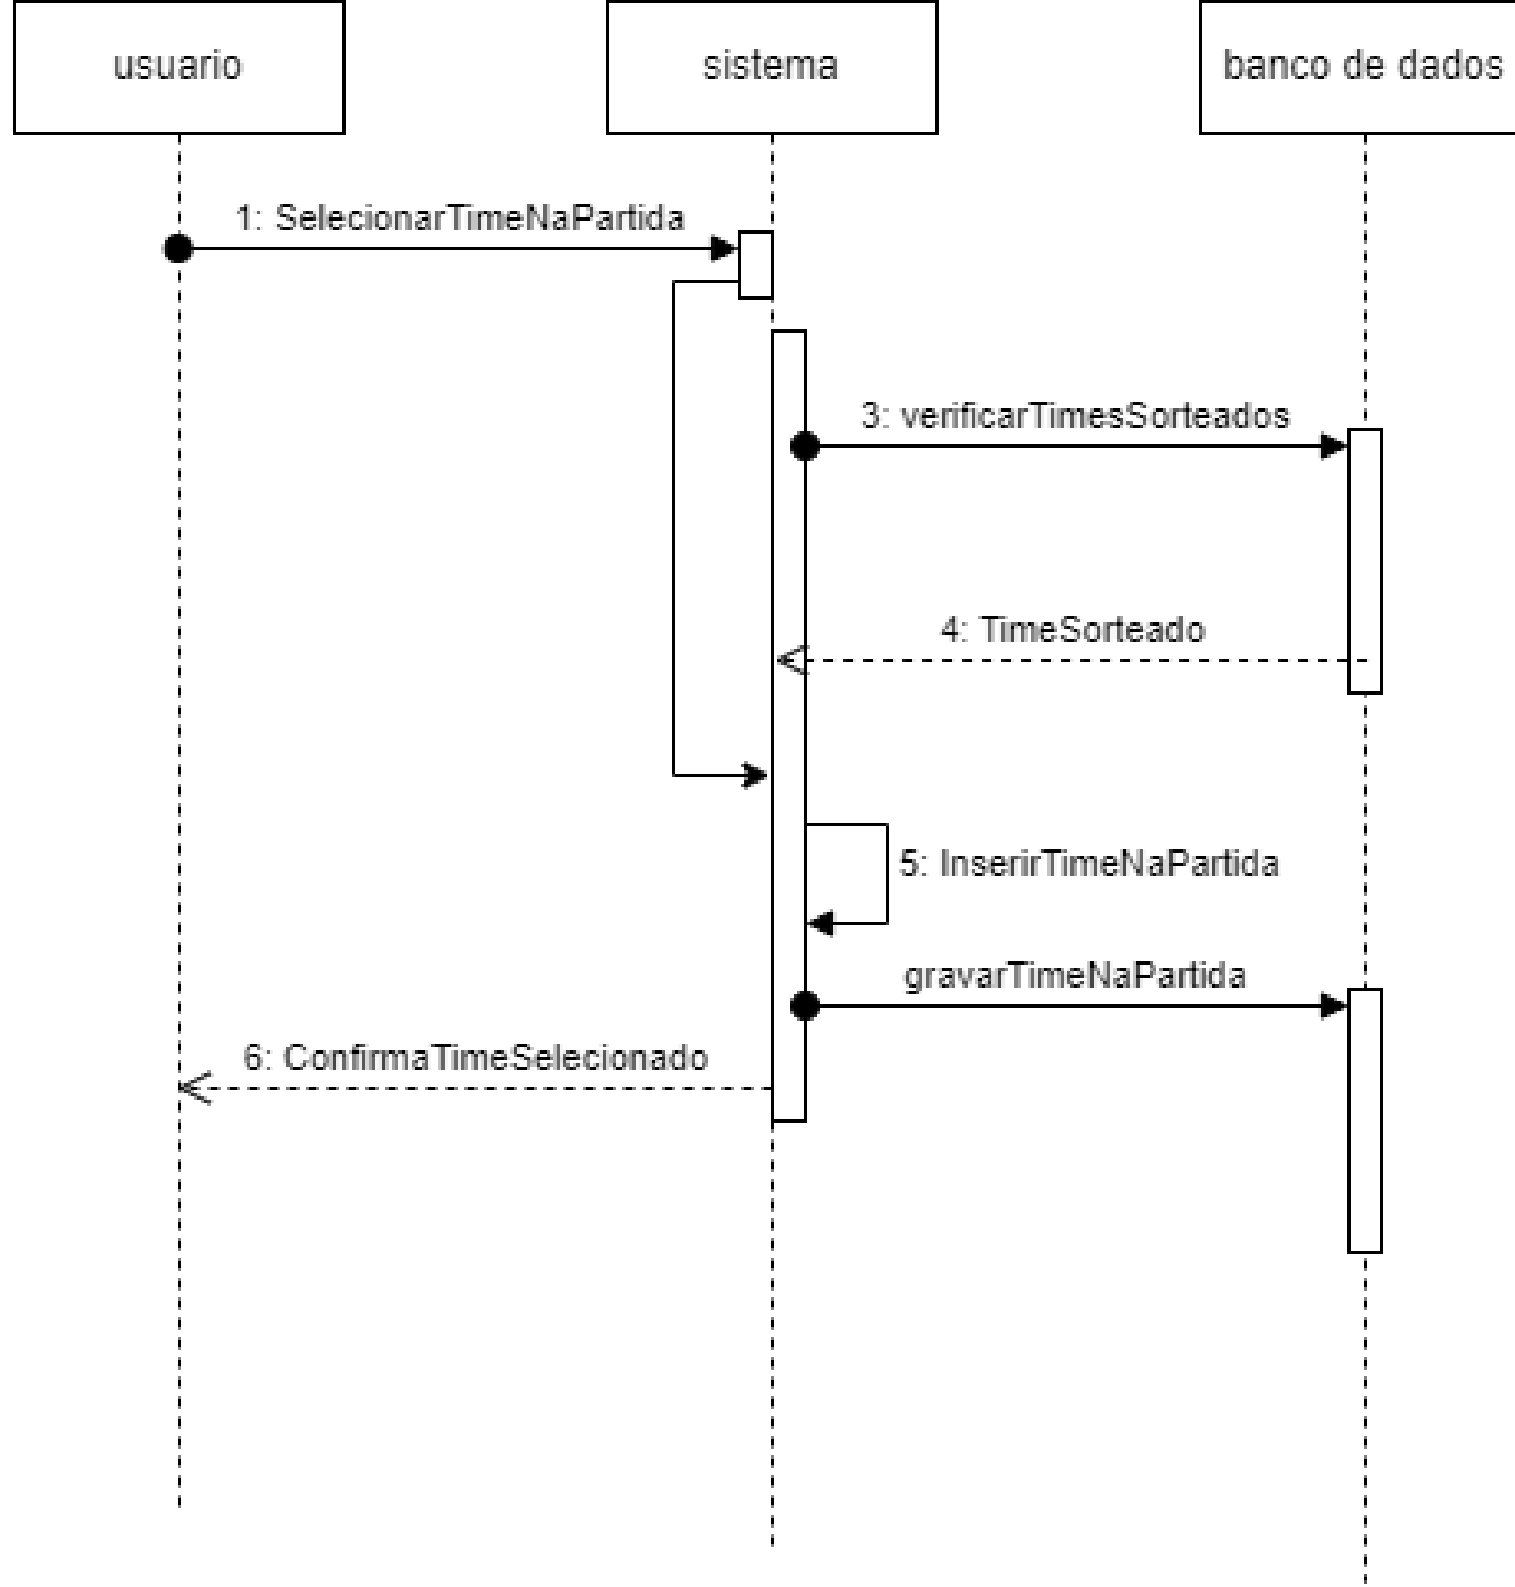 usuario
sistema
banco de dados
1: SelecionarTimeNaPartida
3: verificarTimesSorteados
4: TimeSorteado
5: InserirTimeNaPartida
gravarTimeNaPartida
6: ConfirmaTimeSelecionado